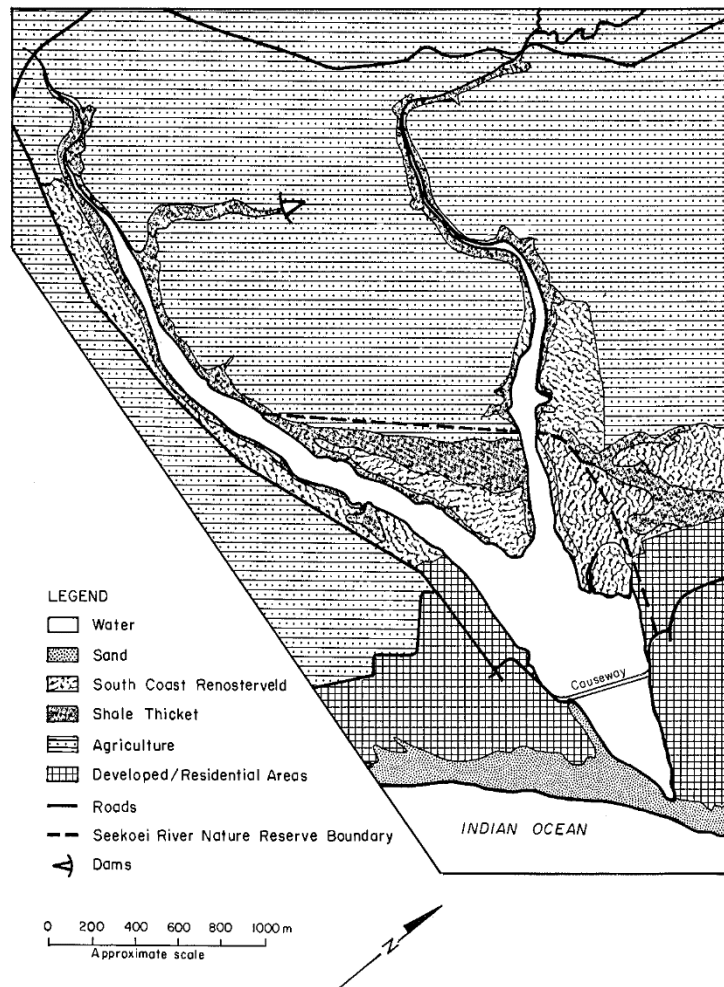 Causeway
LEGEND
Water
Sand
South Coast Renosterveld
Shale Thicket
Agriculture
Developed/Residential Areas
Roads
Seekoei River Nature Reserve Boundary
Dams
INDIAN OCEAN
0 200 400 600 800 1000 m
Approximate scale
N